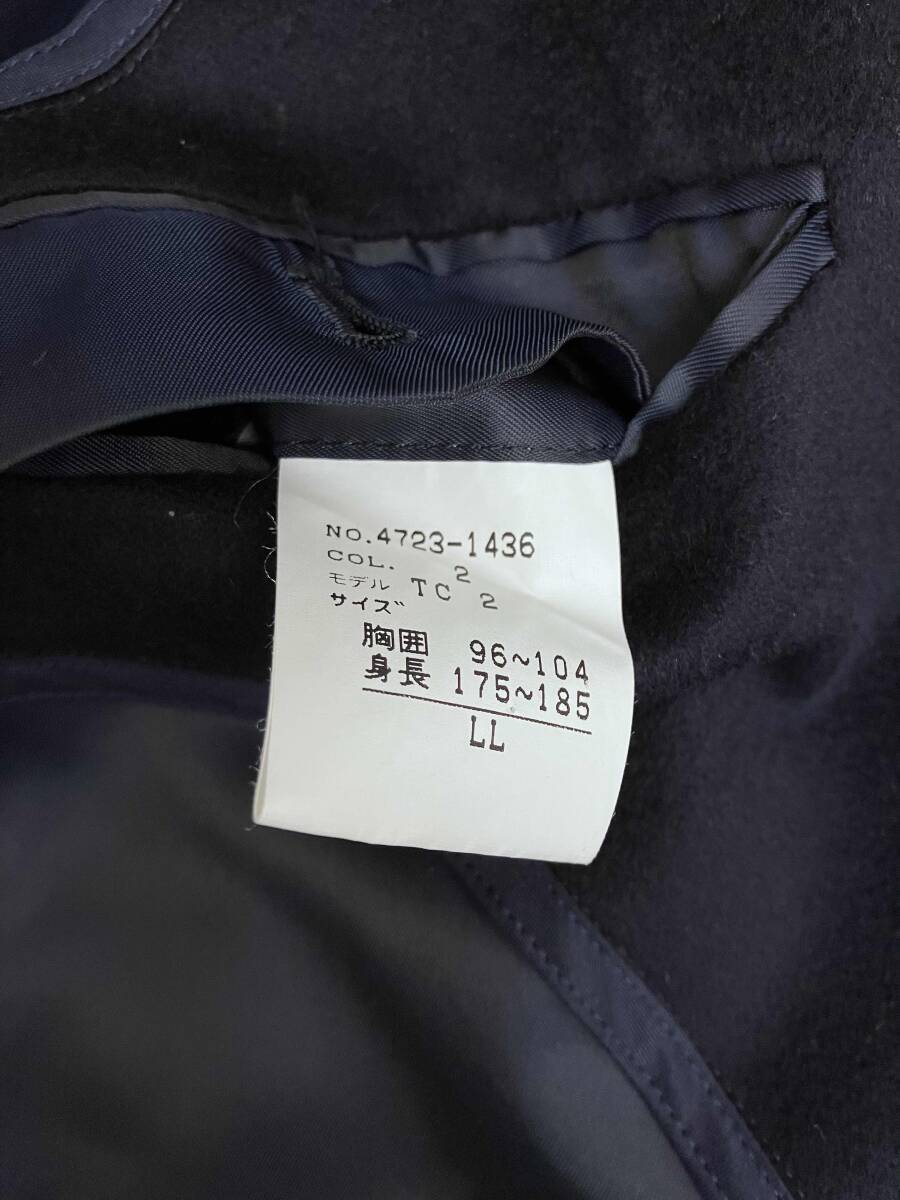 NO.4723-1436
COL. 2
モデル TC 2
サイズ
胸囲 96~104
身長 175~185
LL